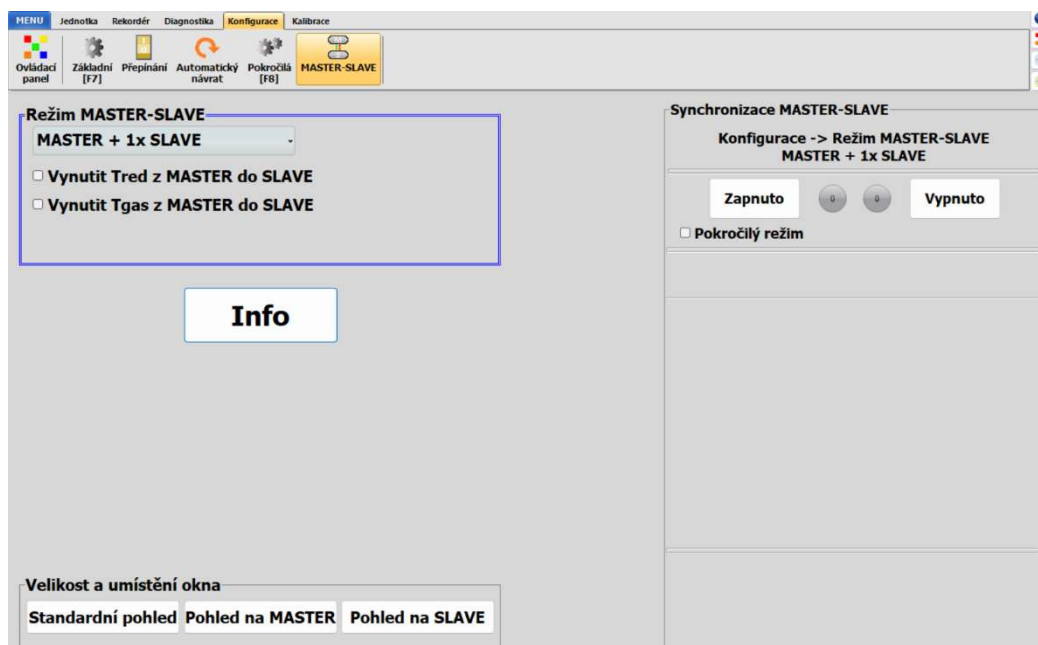 MENU Jednotka Rekordér Diagnostika Konfigurace Kalibrace
Ovládací panel
Základní [F7]
Přepínání
Automatický návrat
Pokročilá [F8]
MASTER-SLAVE
Režim MASTER-SLAVE
MASTER + 1x SLAVE
Vynutit Tred z MASTER do SLAVE
Vynutit Tgas z MASTER do SLAVE
Info
Velikost a umístění okna
Standardní pohled Pohled na MASTER Pohled na SLAVE
Synchronizace MASTER-SLAVE
Konfigurace -> Režim MASTER-SLAVE
MASTER + 1x SLAVE
Zapnuto 0 0 Vypnuto
Pokročilý režim